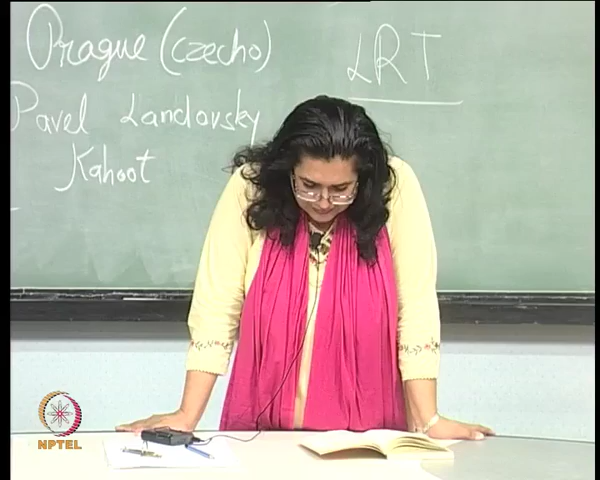 Prague (czecho)
LRT
Pavel Landovsky
Kahoot
NPTEL